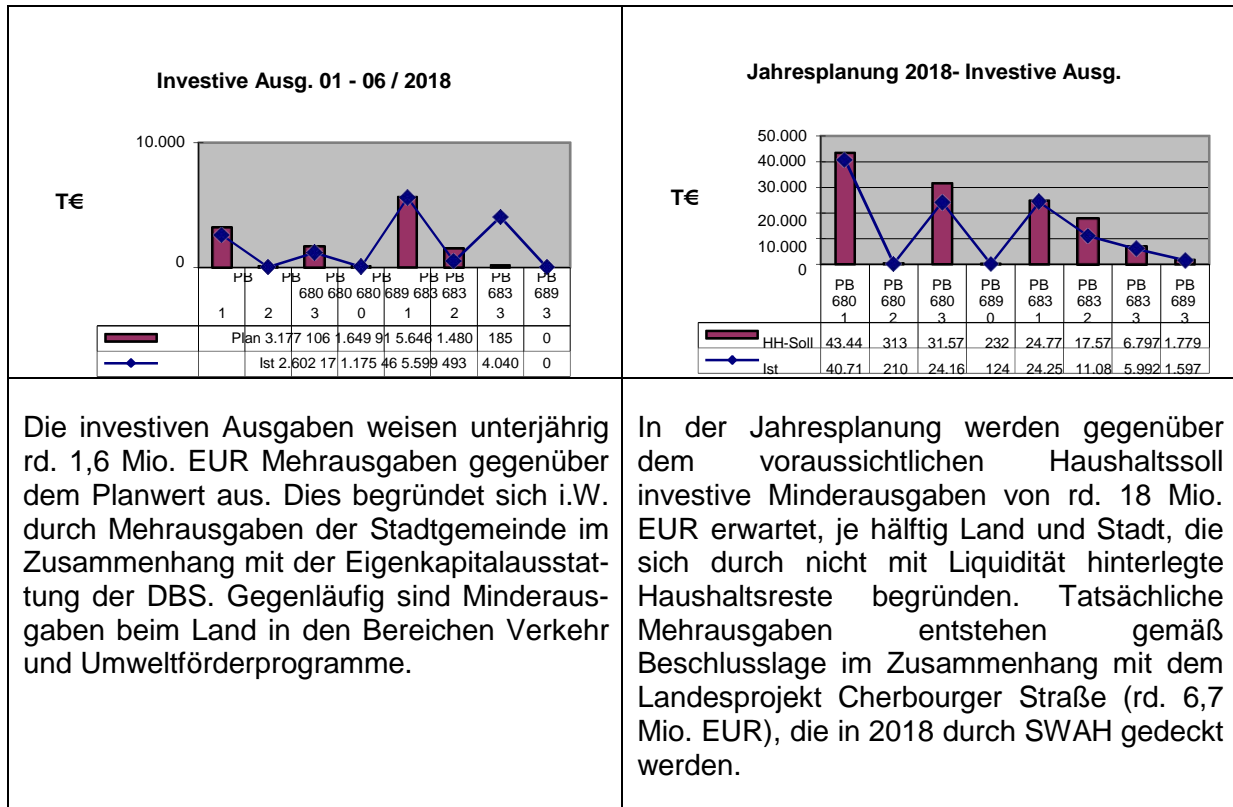 Investive Ausg. 01 - 06 / 2018
10.000
T€
0
PB PB PB PB PB PB
680 680 680 689 683 683 683 689
1 2 3 0 1 2 3 3
Plan 3.177 106 1.649 91 5.646 1.480 185 0
Ist 2.602 17 1.175 46 5.599 493 4.040 0
Die investiven Ausgaben weisen unterjährig
rd. 1,6 Mio. EUR Mehrausgaben gegenüber
dem Planwert aus. Dies begründet sich i.W.
durch Mehrausgaben der Stadtgemeinde im
Zusammenhang mit der Eigenkapitalausstat-
tung der DBS. Gegenläufig sind Minderaus-
gaben beim Land in den Bereichen Verkehr
und Umweltförderprogramme.
Jahresplanung 2018- Investive Ausg.
50.000
40.000
30.000
T€
20.000
10.000
0
PB PB PB PB PB PB PB PB
680 680 680 689 683 683 683 689
1 2 3 0 1 2 3 3
HH-Soll 43.44 313 31.57 232 24.77 17.57 6.797 1.779
Ist 40.71 210 24.16 124 24.25 11.08 5.992 1.597
In der Jahresplanung werden gegenüber
dem voraussichtlichen Haushaltssoll
investive Minderausgaben von rd. 18 Mio.
EUR erwartet, je hälftig Land und Stadt, die
sich durch nicht mit Liquidität hinterlegte
Haushaltsreste begründen. Tatsächliche
Mehrausgaben entstehen gemäß
Beschlusslage im Zusammenhang mit dem
Landesprojekt Cherbourger Straße (rd. 6,7
Mio. EUR), die in 2018 durch SWAH gedeckt
werden.